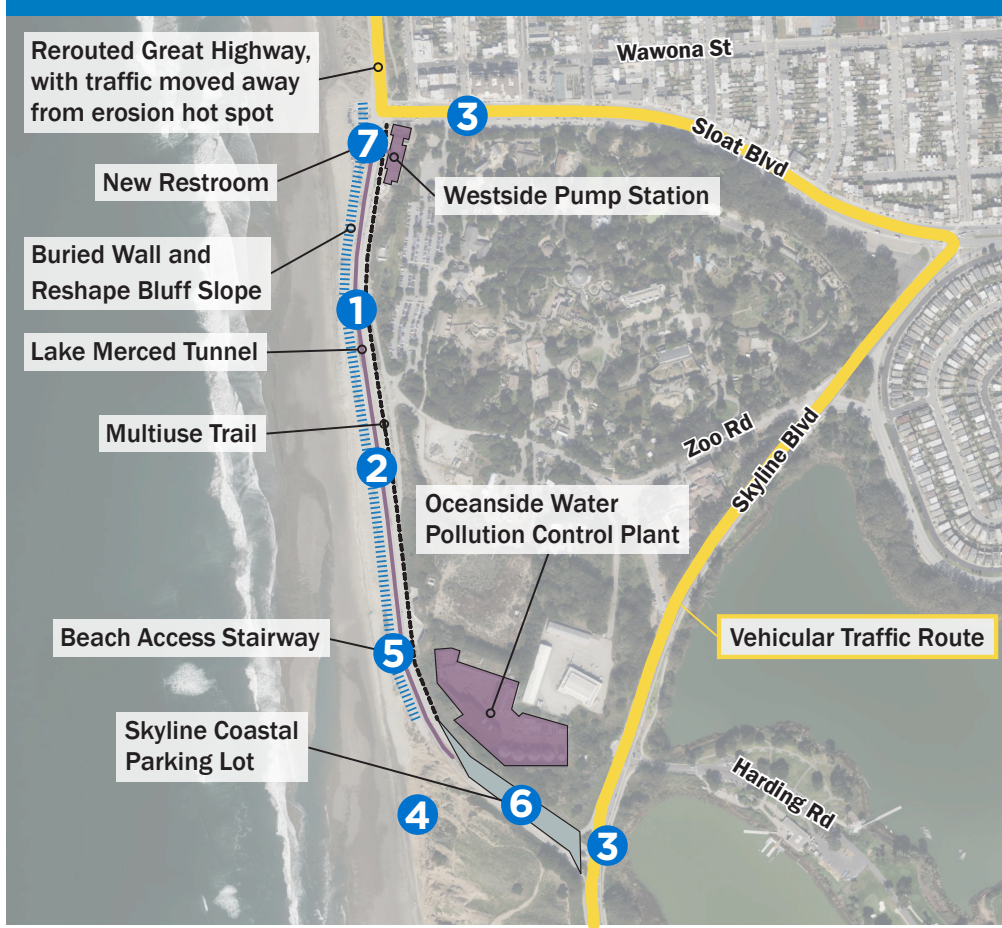 Rerouted Great Highway,
with traffic moved away
from erosion hot spot
Wawona St
3
Sloat Blvd
7
New Restroom
Westside Pump Station
Buried Wall and
Reshape Bluff Slope
1
Lake Merced Tunnel
Multiuse Trail
Zoo Rd
Skyline Blvd
2
Oceanside Water
Pollution Control Plant
Beach Access Stairway
5
Vehicular Traffic Route
Skyline Coastal
Parking Lot
Harding Rd
6
4
3